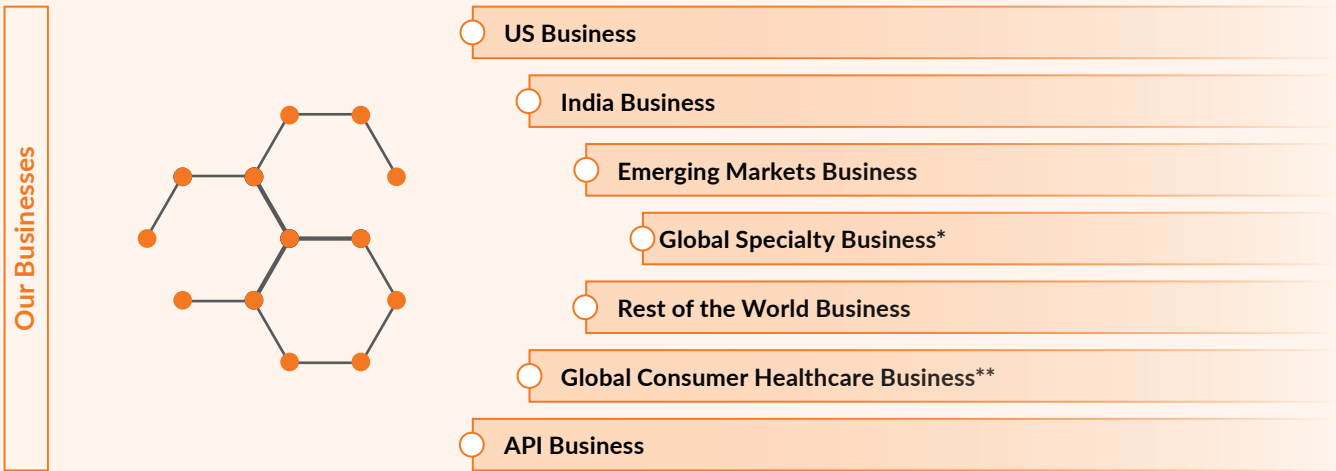 Our Businesses
US Business
India Business
Emerging Markets Business
Global Specialty Business*
Rest of the World Business
Global Consumer Healthcare Business**
API Business